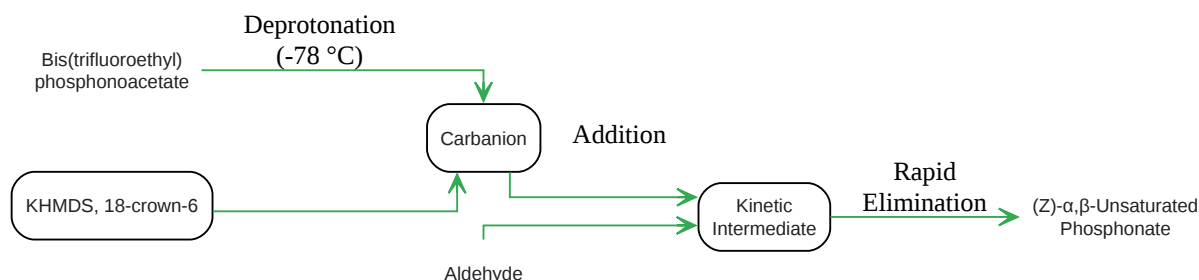 Deprotonation
(-78 °C)
Bis(trifluoroethyl)
phosphonoacetate
Carbanion
Addition
KHMDS, 18-crown-6
Aldehyde
Kinetic
Intermediate
Rapid
Elimination
(Z)-α,β-Unsaturated
Phosphonate